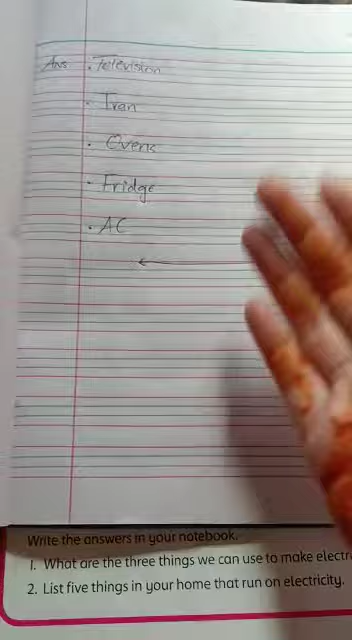 Ans . Television
. Iran
. Ovens
. Fridge
. AC
Write the answers in your notebook.
1. What are the three things we can use to make electr
2. List five things in your home that run on electricity.